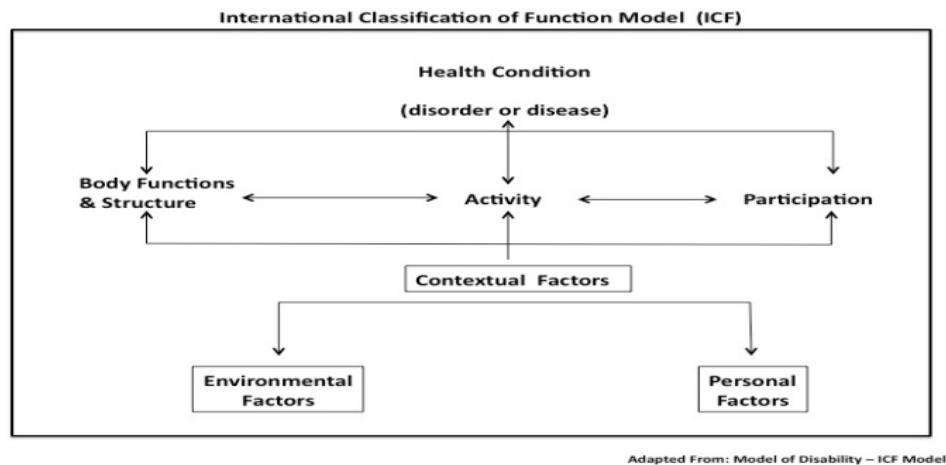 International Classification of Function Model (ICF)
Health Condition
(disorder or disease)
Body Functions
& Structure
Activity
Participation
Contextual Factors
Environmental
Factors
Personal
Factors
Adapted From: Model of Disability – ICF Model